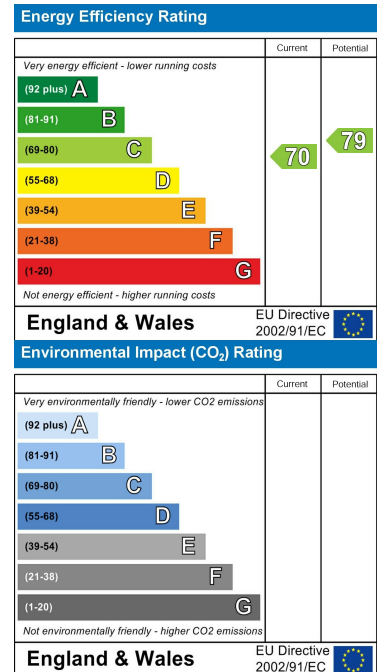 Energy Efficiency Rating
Current Potential
Very energy efficient - lower running costs
(92 plus) A
(81-91) B
(69-80) C
(55-68) D
(39-54) E
(21-38) F
(1-20) G
70
79
Not energy efficient - higher running costs
England & Wales
EU Directive
2002/91/EC
Environmental Impact (CO₂) Rating
Current Potential
Very environmentally friendly - lower CO2 emissions
(92 plus) A
(81-91) B
(69-80) C
(55-68) D
(39-54) E
(21-38) F
(1-20) G
Not environmentally friendly - higher CO2 emissions
England & Wales
EU Directive
2002/91/EC